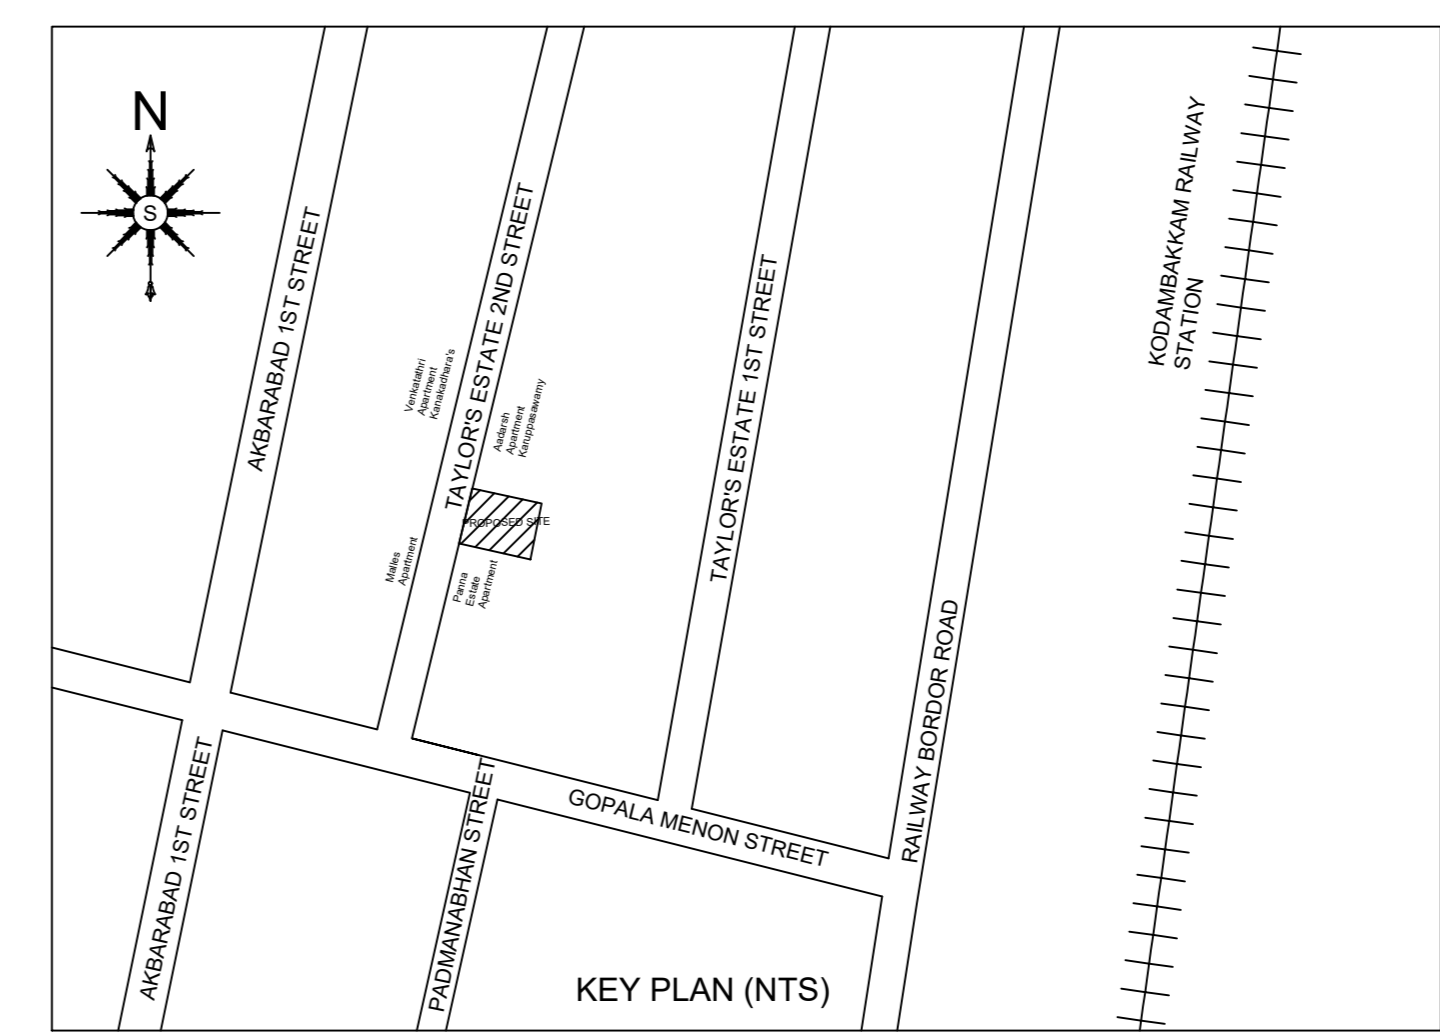 N
S
AKBARABAD 1ST STREET
TAYLOR'S ESTATE 2ND STREET
TAYLOR'S ESTATE 1ST STREET
KODAMBAKKAM RAILWAY
STATION
Venkatathri
Apartment
Kanakadhara's
Aadarsh
Apartment
Karuppasawamy
PROPOSED SITE
Malles
Apartment
Panna
Estate
Apartment
RAILWAY BORDOR ROAD
AKBARABAD 1ST STREET
PADMANABHAN STREET
GOPALA MENON STREET
KEY PLAN (NTS)